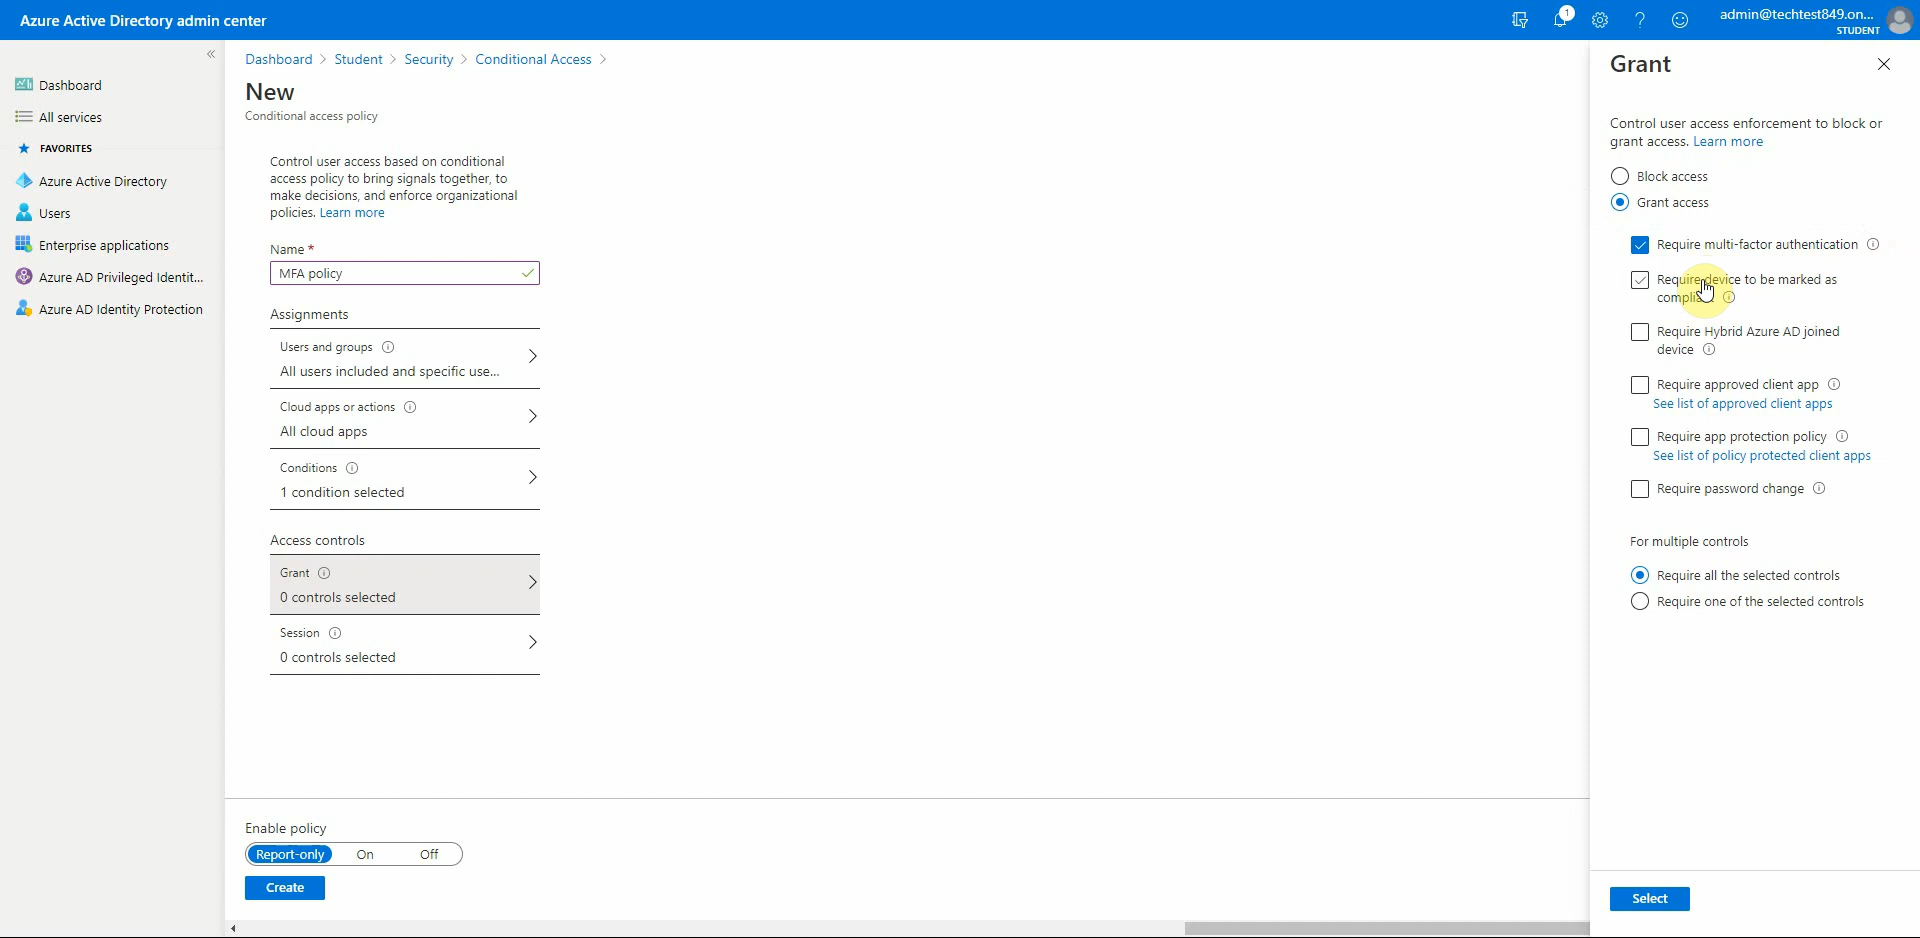 Azure Active Directory admin center
1
admin@techtest849.on...
STUDENT
Dashboard
All services
FAVORITES
Azure Active Directory
Users
Enterprise applications
Azure AD Privileged Identit...
Azure AD Identity Protection
Dashboard > Student > Security > Conditional Access >
New
Conditional access policy
Control user access based on conditional
access policy to bring signals together, to
make decisions, and enforce organizational
policies. Learn more
Name *
MFA policy
Assignments
Users and groups
All users included and specific use...
Cloud apps or actions
All cloud apps
Conditions
1 condition selected
Access controls
Grant
0 controls selected
Session
0 controls selected
Enable policy
Report-only On Off
Create
Grant
Control user access enforcement to block or
grant access. Learn more
Block access
Grant access
Require multi-factor authentication
Require device to be marked as
Require Hybrid Azure AD joined
device
Require approved client app
See list of approved client apps
Require app protection policy
See list of policy protected client apps
Require password change
For multiple controls
Require all the selected controls
Require one of the selected controls
Select